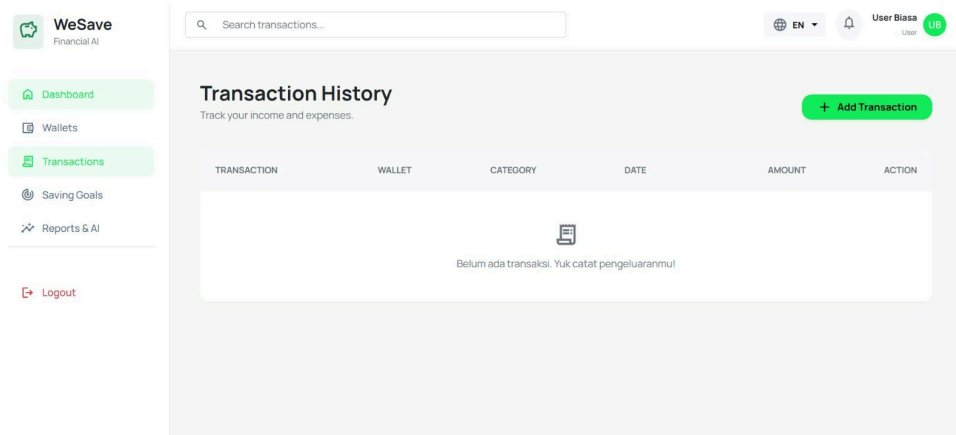 WeSave
Financial AI
Search transactions...
EN
User Biasa
User
UB
Dashboard
Wallets
Transactions
Saving Goals
Reports & AI
Logout
Transaction History
Track your income and expenses.
+ Add Transaction
TRANSACTION WALLET CATEGORY DATE AMOUNT ACTION
Belum ada transaksi. Yuk catat pengeluaranmu!